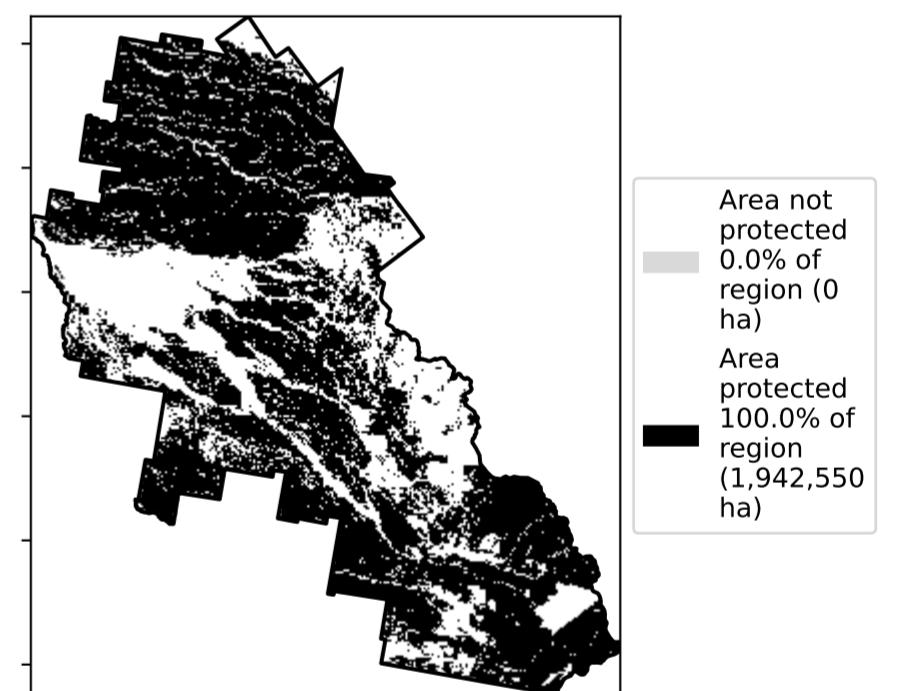 Area not
protected
0.0% of
region (0
ha)
Area
protected
100.0% of
region
(1,942,550
ha)